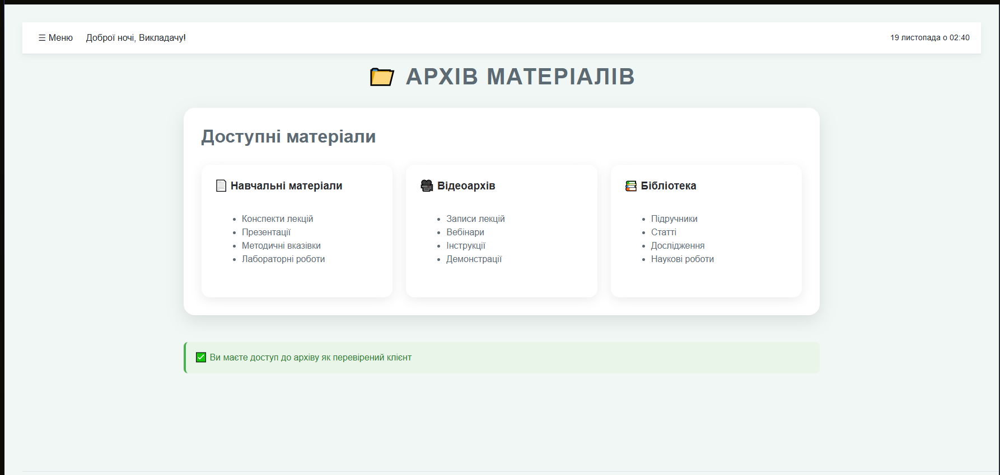 ☰ Меню Доброї ночі, Викладачу! 19 листопада о 02:40
АРХІВ МАТЕРІАЛІВ
Доступні матеріали
Навчальні матеріали
• Конспекти лекцій
• Презентації
• Методичні вказівки
• Лабораторні роботи
Відеоархів
• Записи лекцій
• Вебінари
• Інструкції
• Демонстрації
Бібліотека
• Підручники
• Статті
• Дослідження
• Наукові роботи
✅ Ви маєте доступ до архіву як перевірений клієнт